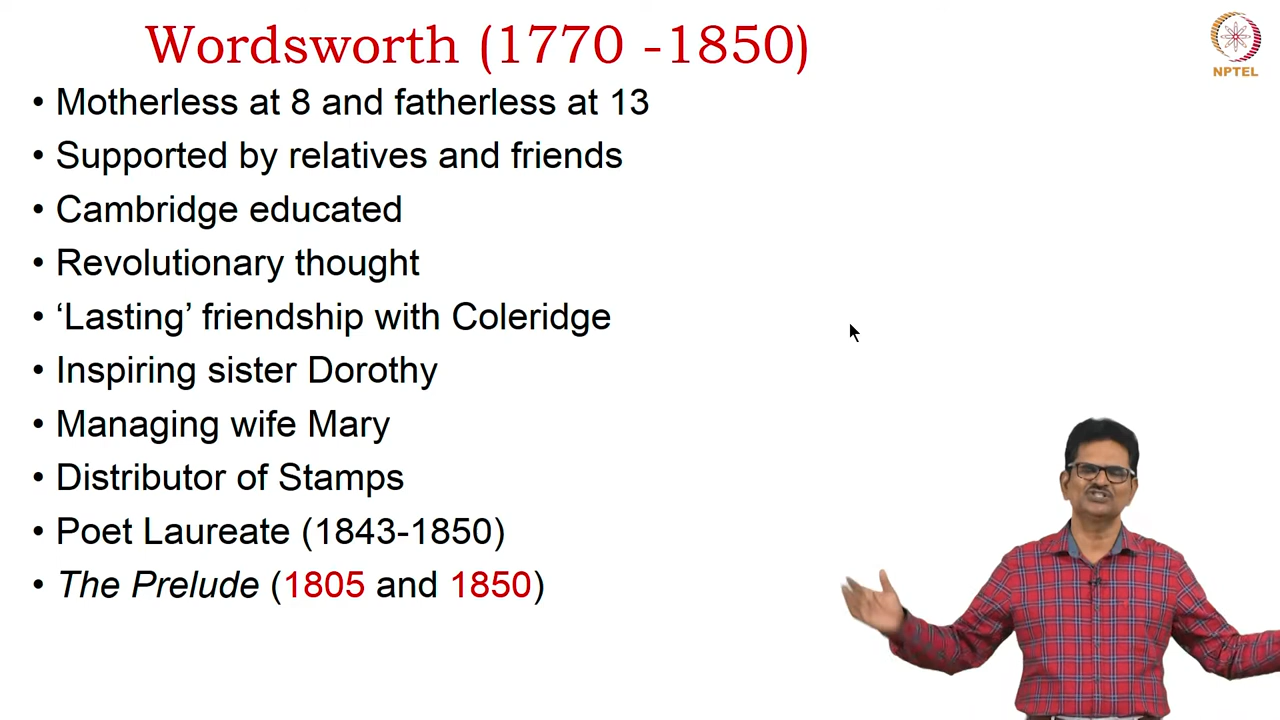 Wordsworth (1770 -1850)
NPTEL
• Motherless at 8 and fatherless at 13
• Supported by relatives and friends
• Cambridge educated
• Revolutionary thought
• ‘Lasting’ friendship with Coleridge
• Inspiring sister Dorothy
• Managing wife Mary
• Distributor of Stamps
• Poet Laureate (1843-1850)
• The Prelude (1805 and 1850)